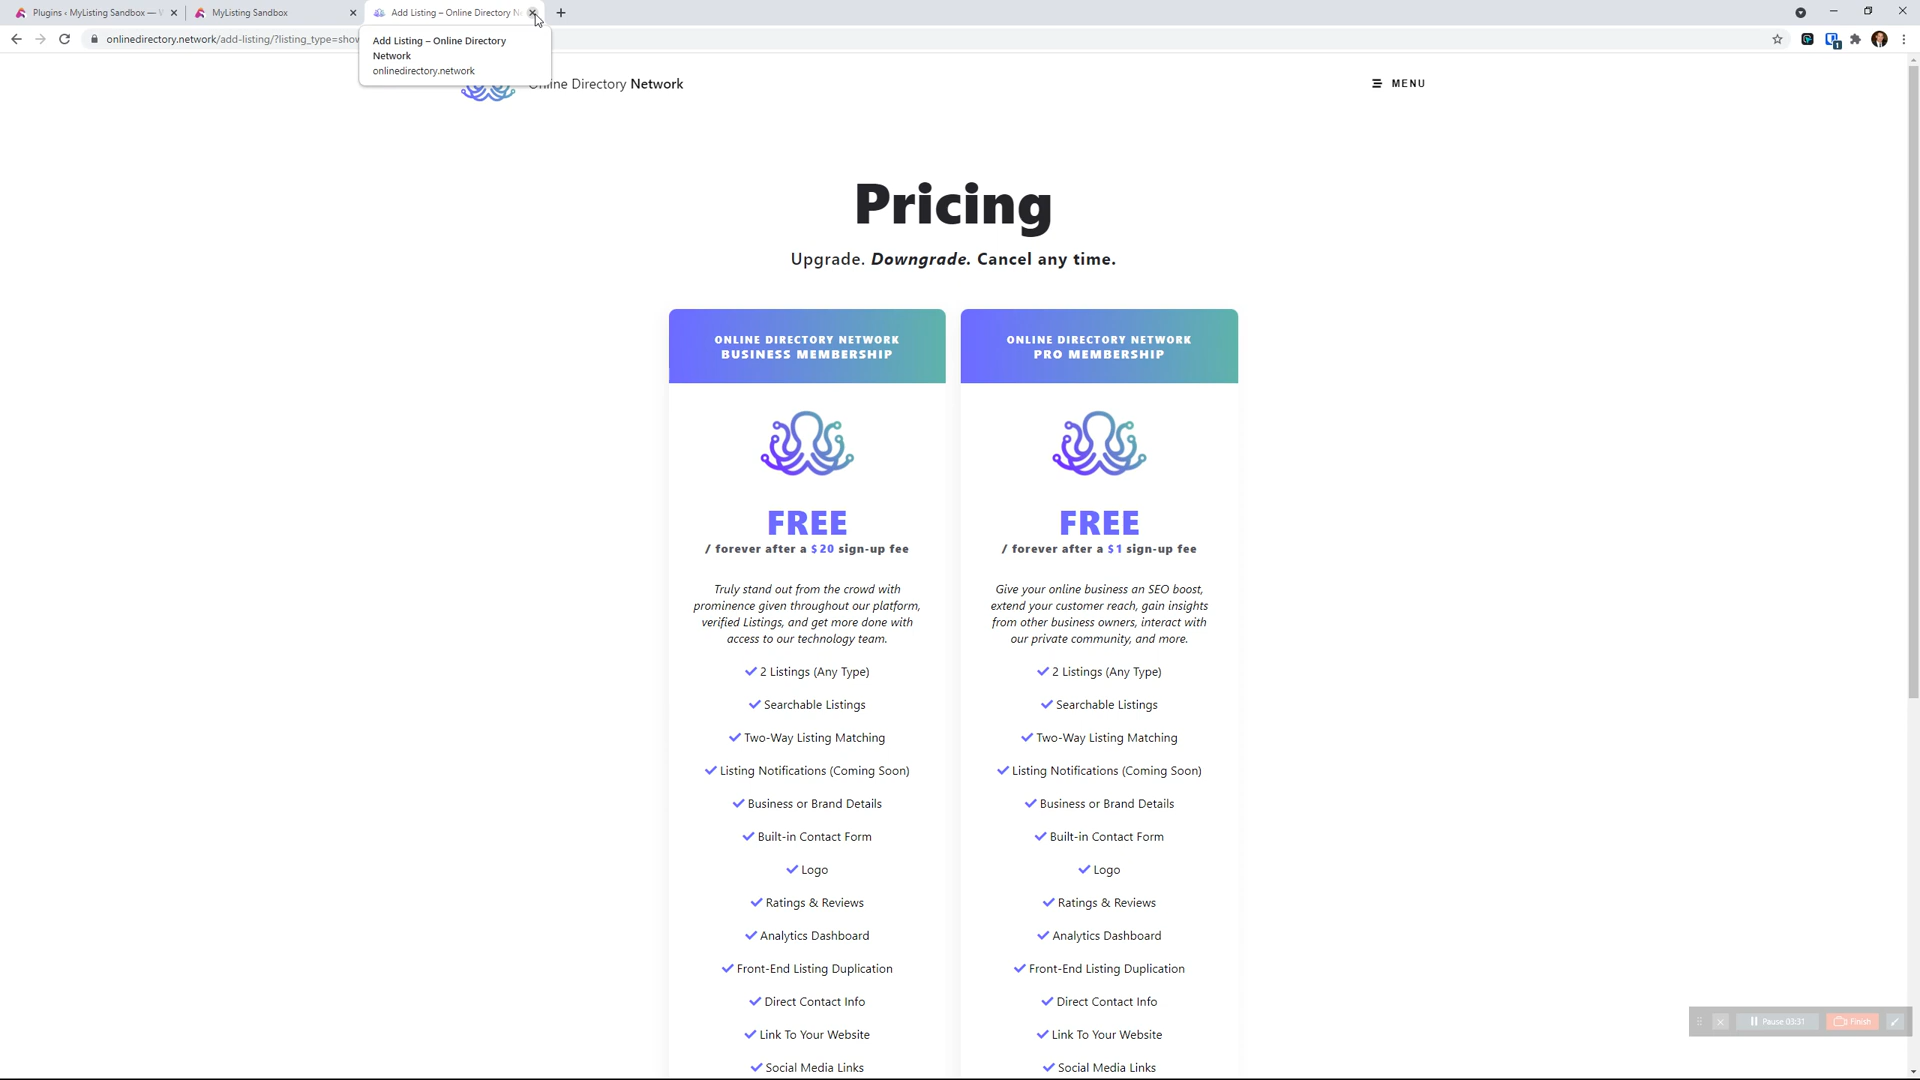 Plugins ‹ MyListing Sandbox —
MyListing Sandbox
Add Listing – Online Directory
onlinedirectory.network/add-listing/?listing_type=show
Add Listing – Online Directory
Network
onlinedirectory.network
Online Directory Network
MENU
Pricing
Upgrade. Downgrade. Cancel any time.
ONLINE DIRECTORY NETWORK
BUSINESS MEMBERSHIP
FREE
/ forever after a $20 sign-up fee
Truly stand out from the crowd with
prominence given throughout our platform,
verified Listings, and get more done with
access to our technology team.
2 Listings (Any Type)
Searchable Listings
Two-Way Listing Matching
Listing Notifications (Coming Soon)
Business or Brand Details
Built-in Contact Form
Logo
Ratings & Reviews
Analytics Dashboard
Front-End Listing Duplication
Direct Contact Info
Link To Your Website
Social Media Links
ONLINE DIRECTORY NETWORK
PRO MEMBERSHIP
FREE
/ forever after a $1 sign-up fee
Give your online business an SEO boost,
extend your customer reach, gain insights
from other business owners, interact with
our private community, and more.
2 Listings (Any Type)
Searchable Listings
Two-Way Listing Matching
Listing Notifications (Coming Soon)
Business or Brand Details
Built-in Contact Form
Logo
Ratings & Reviews
Analytics Dashboard
Front-End Listing Duplication
Direct Contact Info
Link To Your Website
Social Media Links
Pause 03:31
Finish